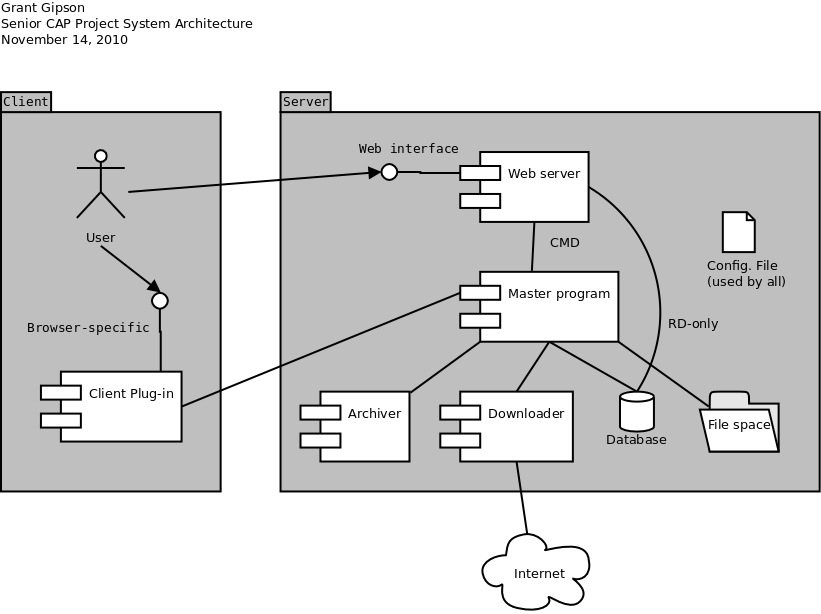 Grant Gipson
Senior CAP Project System Architecture
November 14, 2010
Client
Server
Web interface
Web server
User
CMD
Config. File
(used by all)
Master program
RD-only
Browser-specific
Client Plug-in
Archiver
Downloader
File space
Database
Internet